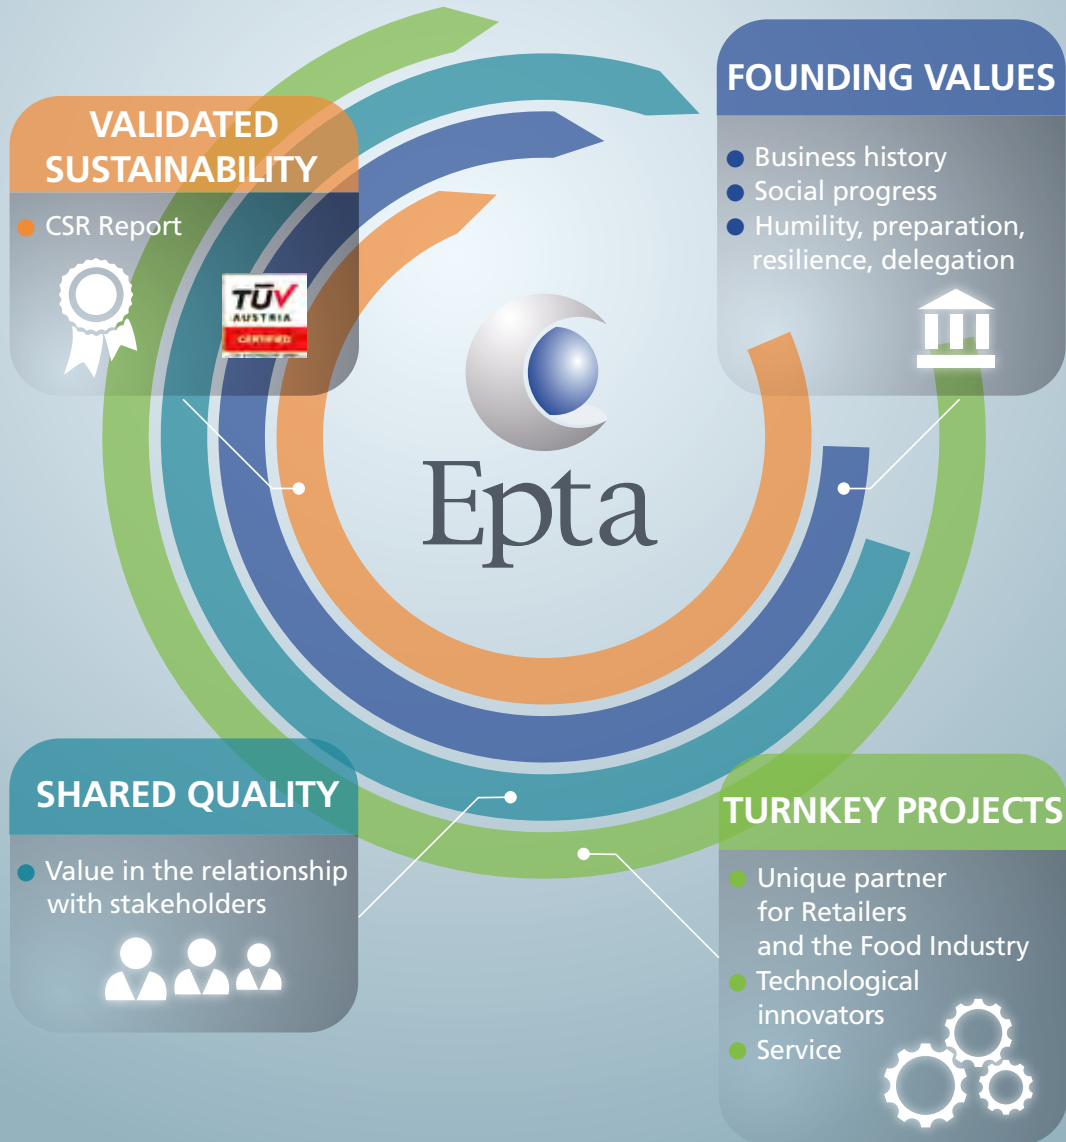 VALIDATED
SUSTAINABILITY
CSR Report
TÜV
AUSTRIA
CERTIFIED
FOUNDING VALUES
Business history
Social progress
Humility, preparation,
resilience, delegation
Epta
SHARED QUALITY
Value in the relationship
with stakeholders
TURNKEY PROJECTS
Unique partner
for Retailers
and the Food Industry
Technological
innovators
Service